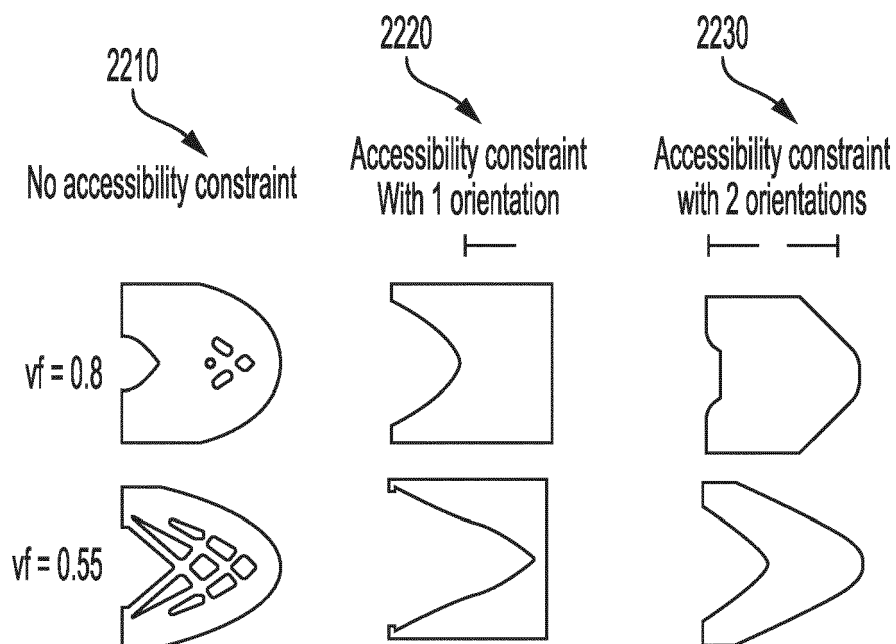 2210
2220
2230
No accessibility constraint
Accessibility constraint
With 1 orientation
Accessibility constraint
with 2 orientations
vf = 0.8
vf = 0.55